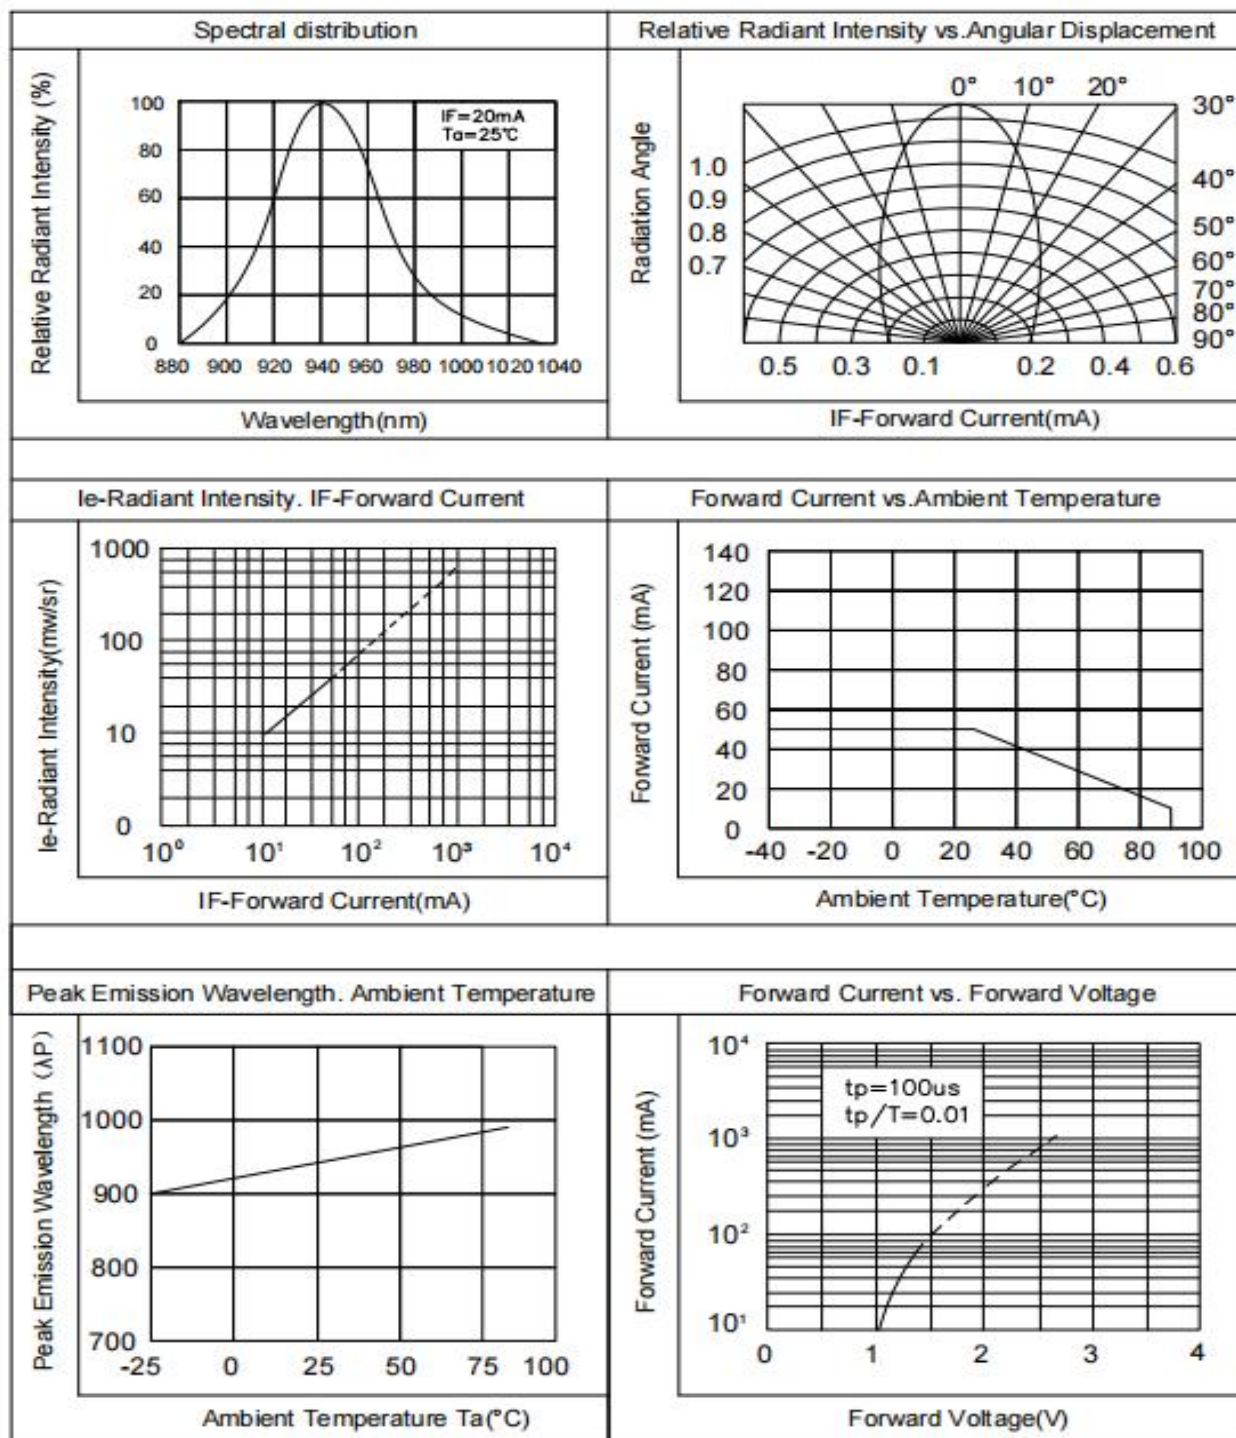 Spectral distribution
Relative Radiant Intensity (%)
100
80
60
40
20
0
IF=20mA
Ta=25℃
880 900 920 940 960 980 1000 1020 1040
Wavelength(nm)
Relative Radiant Intensity vs.Angular Displacement
Radiation Angle
0° 10° 20°
30°
40°
50°
60°
70°
80°
90°
1.0
0.9
0.8
0.7
0.5 0.3 0.1 0.2 0.4 0.6
IF-Forward Current(mA)
Ie-Radiant Intensity. IF-Forward Current
Ie-Radiant Intensity(mw/sr)
1000
100
10
0
10⁰ 10¹ 10² 10³ 10⁴
IF-Forward Current(mA)
Forward Current vs.Ambient Temperature
Forward Current (mA)
140
120
100
80
60
40
20
0
-40 -20 0 20 40 60 80 100
Ambient Temperature(°C)
Peak Emission Wavelength. Ambient Temperature
Peak Emission Wavelength (λP)
1100
1000
900
800
700
-25 0 25 50 75 100
Ambient Temperature Ta(°C)
Forward Current vs. Forward Voltage
Forward Current (mA)
10⁴
10³
10²
10¹
tp=100us
tp/T=0.01
0 1 2 3 4
Forward Voltage(V)